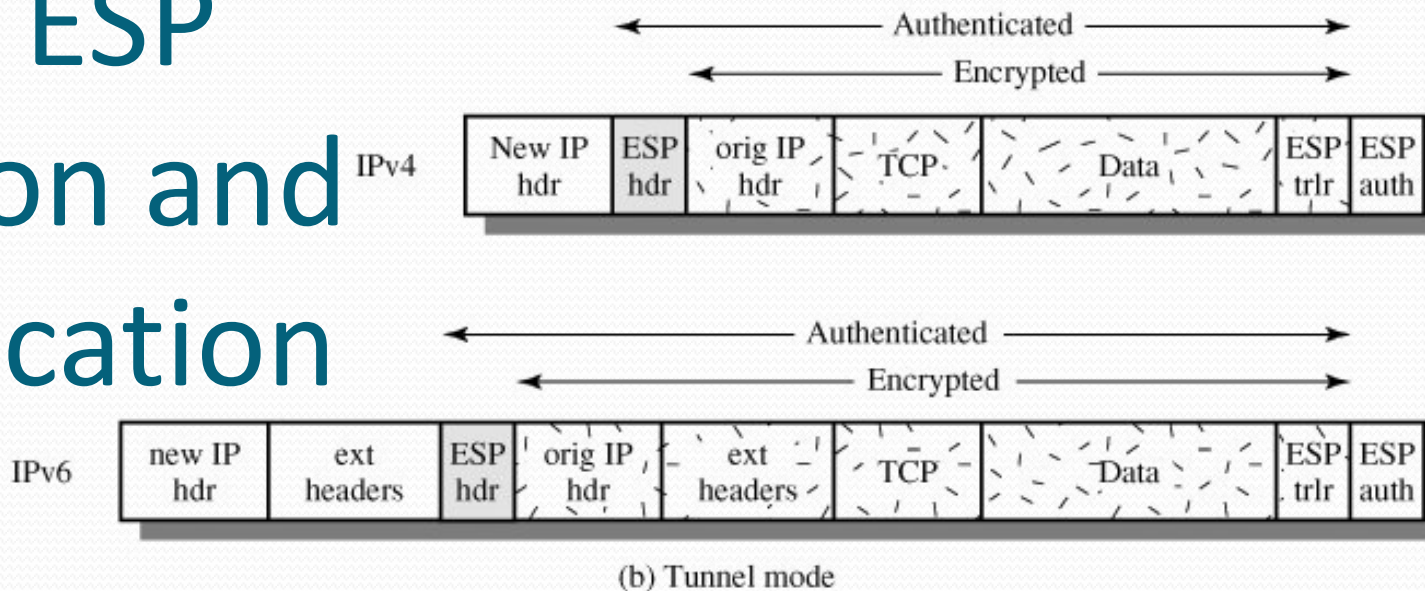 ESP
on and
cation
Authenticated
Encrypted
IPv4
New IP hdr
ESP hdr
orig IP hdr
TCP
Data
ESP trlr
ESP auth
Authenticated
Encrypted
IPv6
new IP hdr
ext headers
ESP hdr
orig IP hdr
ext headers
TCP
Data
ESP trlr
ESP auth
(b) Tunnel mode